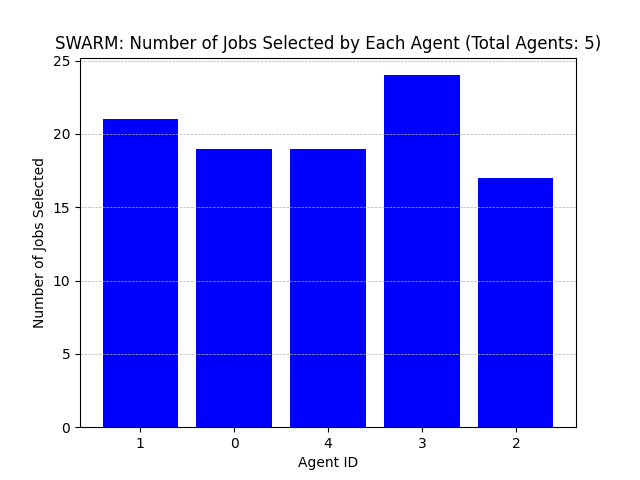 SWARM: Number of Jobs Selected by Each Agent (Total Agents: 5)
Number of Jobs Selected
25
20
15
10
5
0
1 0 4 3 2
Agent ID